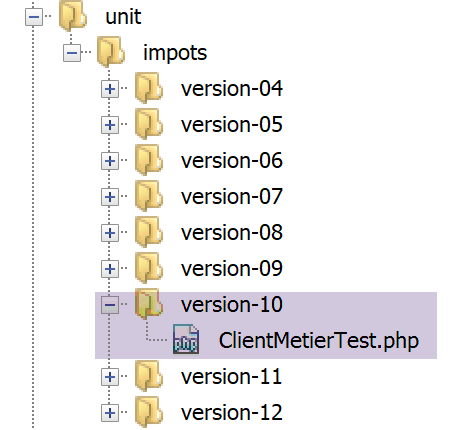 unit
impots
version-04
version-05
version-06
version-07
version-08
version-09
version-10
php ClientMetierTest.php
version-11
version-12